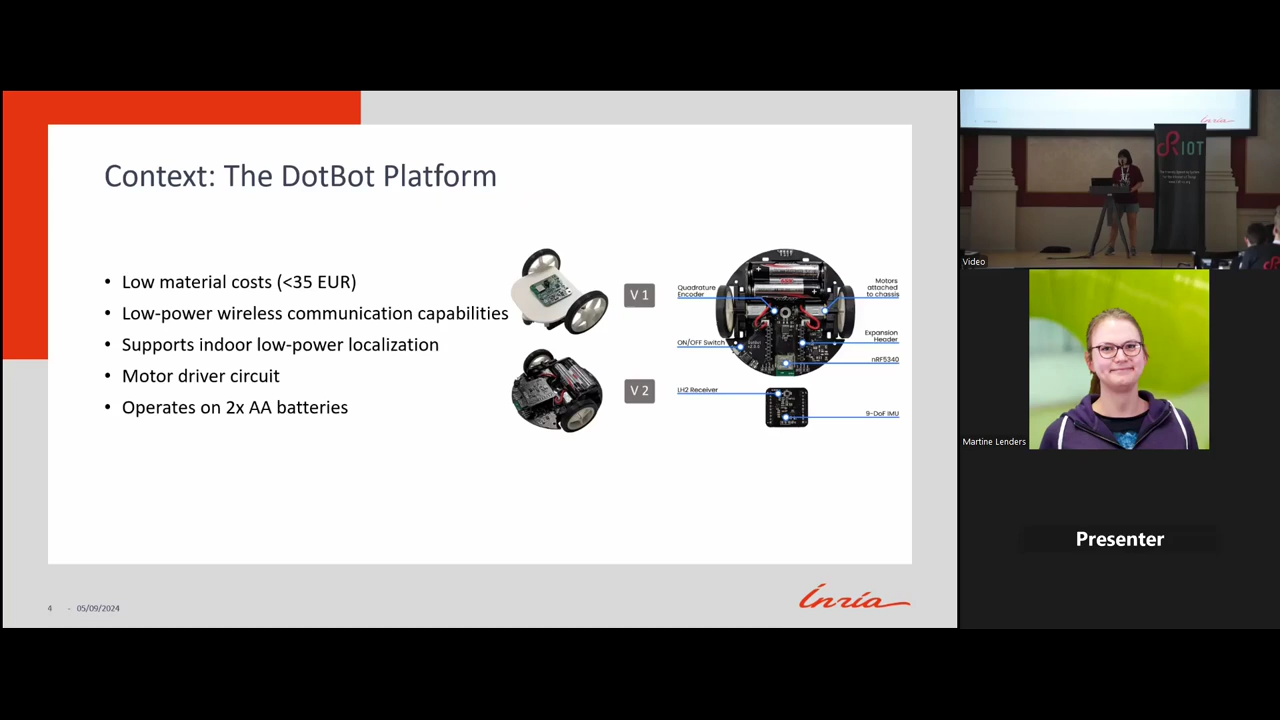 Context: The DotBot Platform
• Low material costs (<35 EUR)
• Low-power wireless communication capabilities
• Supports indoor low-power localization
• Motor driver circuit
• Operates on 2x AA batteries
V 1
V 2
Quadrature
Encoder
ON/OFF Switch
LH2 Receiver
Motors
attached
to chassis
Expansion
Header
nRF5340
9-DoF IMU
4 - 05/09/2024
Inria
Inria
RIOT
Video
Martine Lenders
Presenter